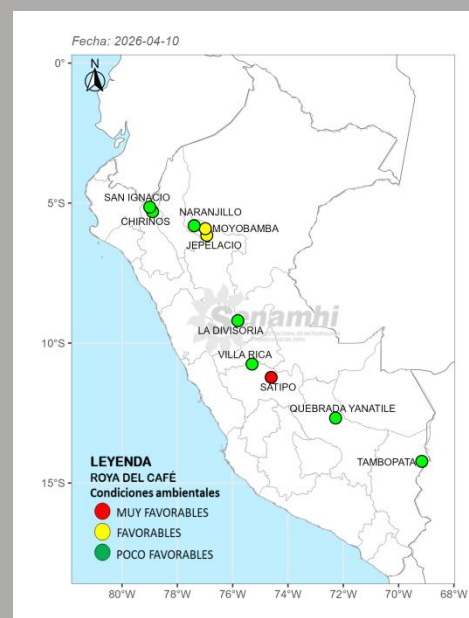 Fecha: 2026-04-10
N
0°
5°S
10°S
15°S
SAN IGNACIO
CHIRINOS
NARANJILLO
MOYOBAMBA
JEPELACIO
Senamhi
LA DIVISORIA
VILLA RICA
SATIPO
QUEBRADA YANATILE
TAMBOPATA
LEYENDA
ROYA DEL CAFÉ
Condiciones ambientales
MUY FAVORABLES
FAVORABLES
POCO FAVORABLES
80°W 78°W 76°W 74°W 72°W 70°W 68°W